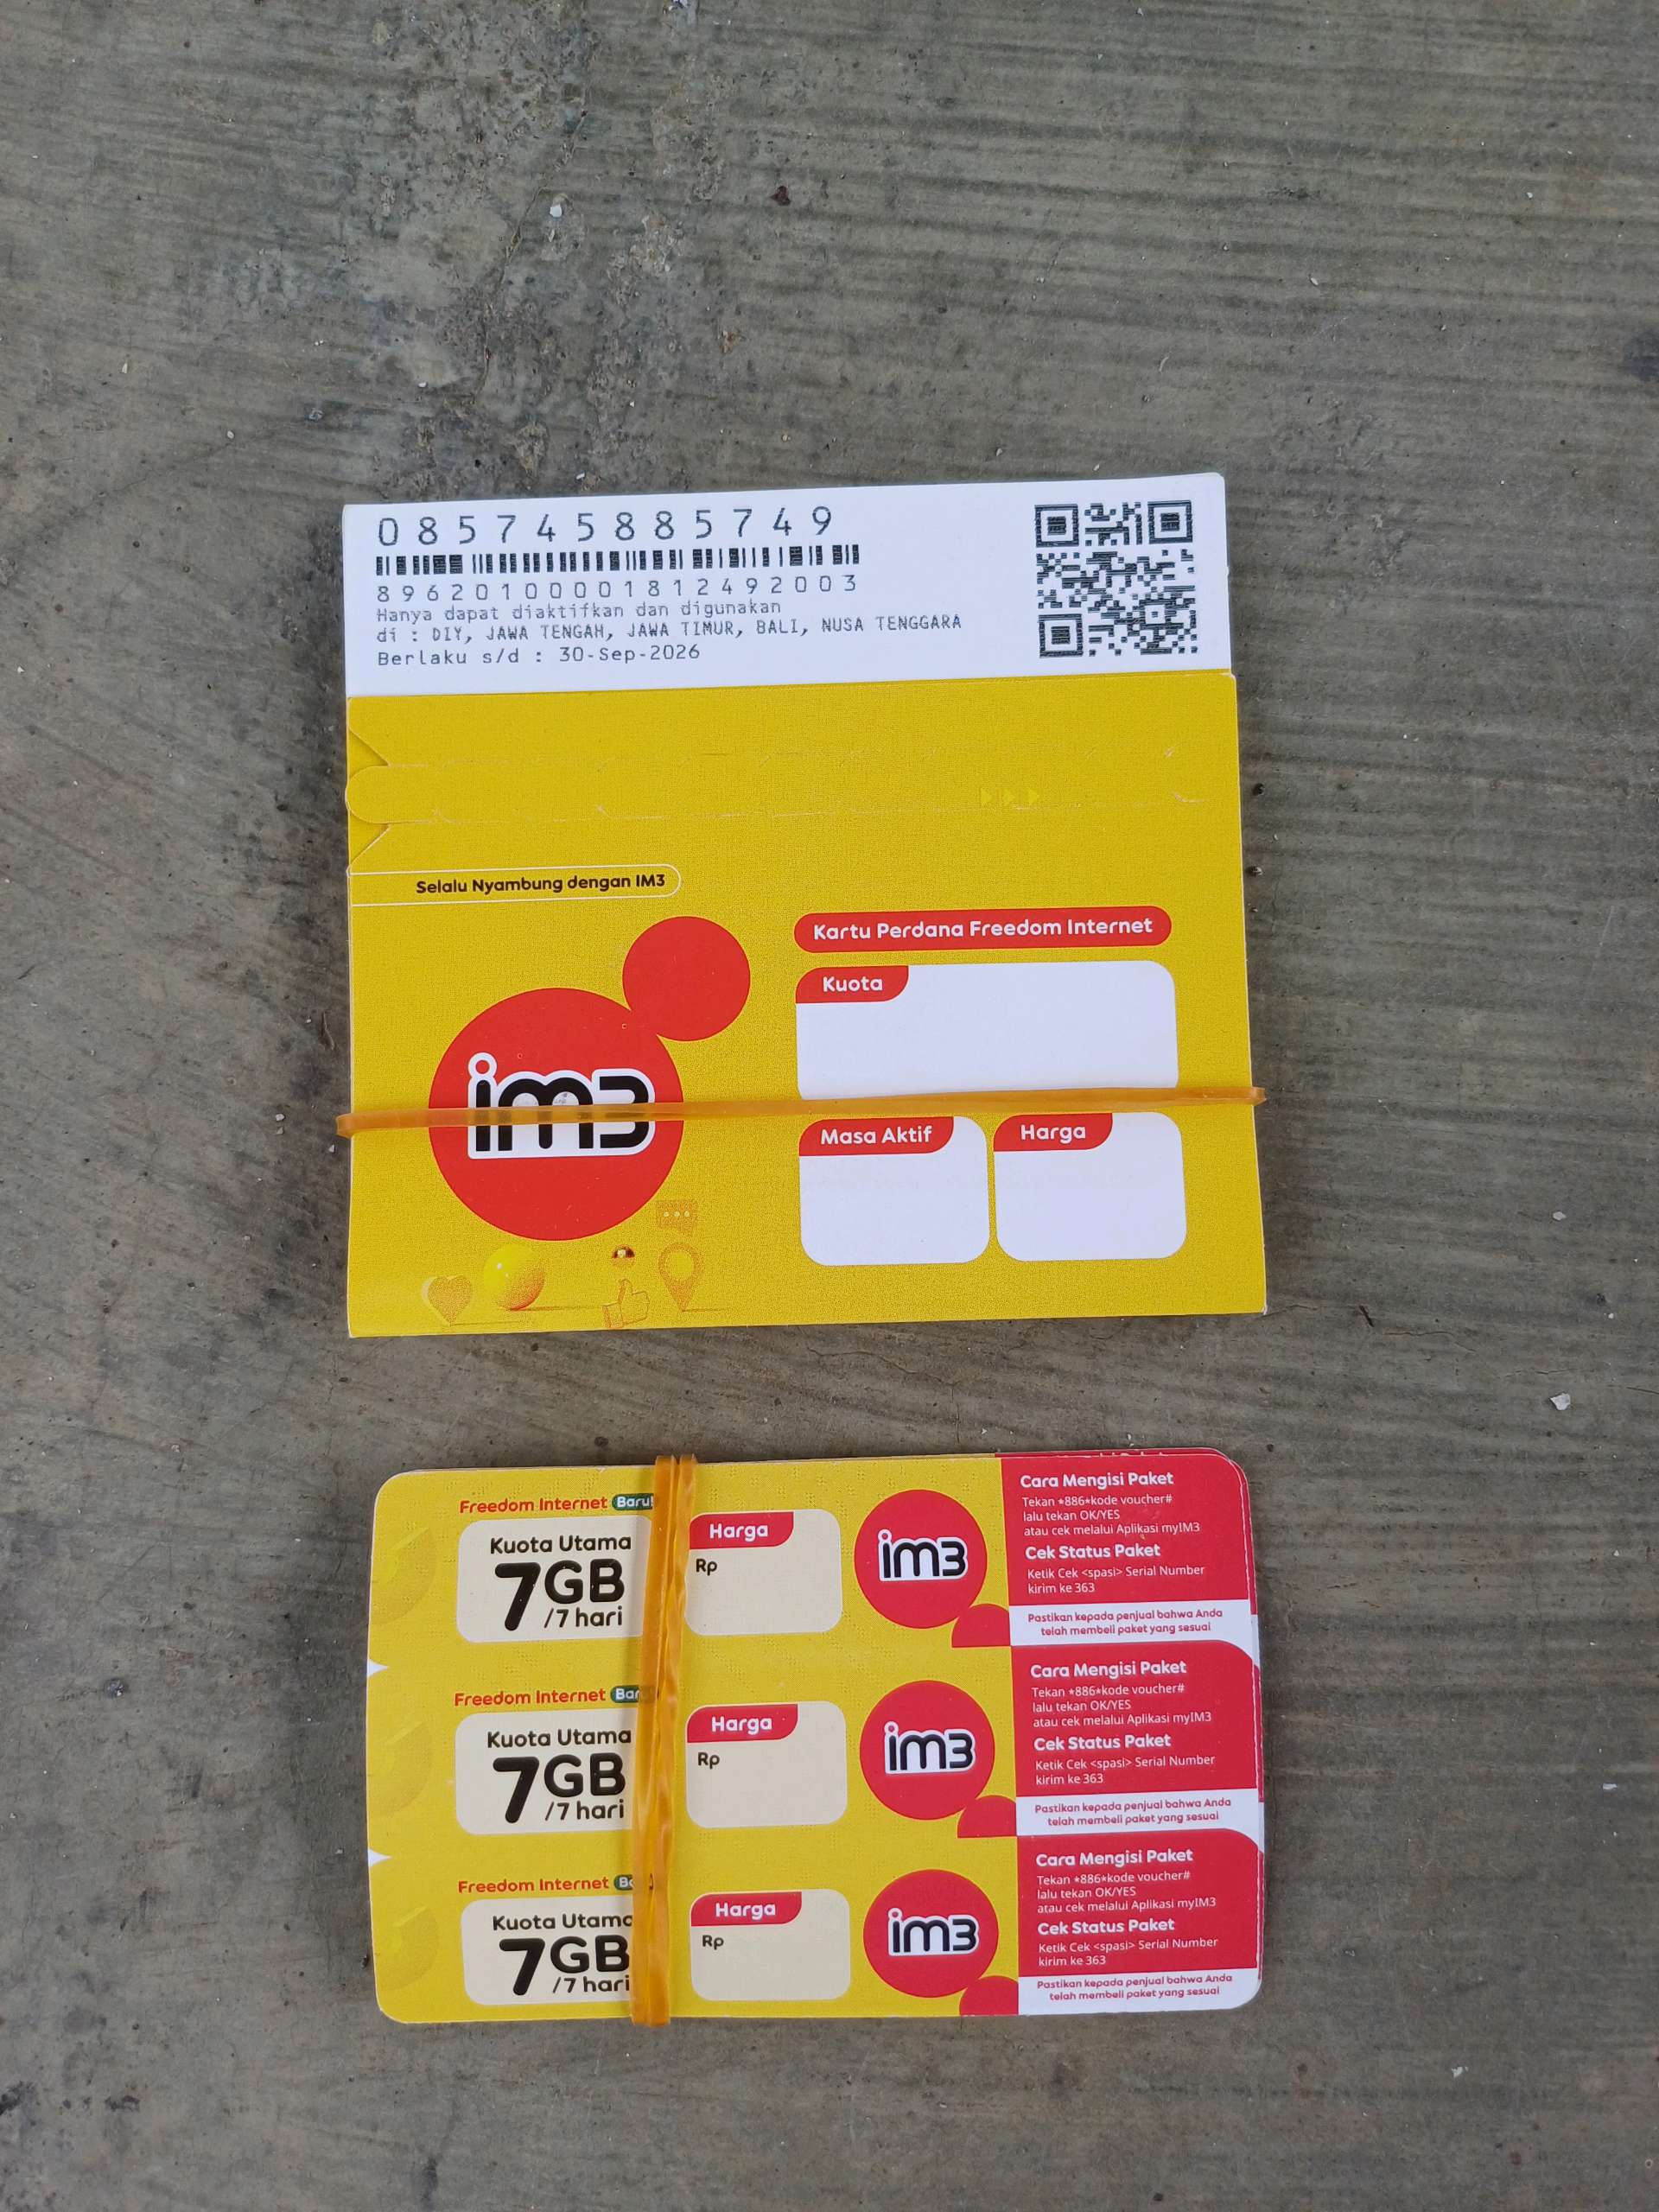 085745885749
89620100001812492003
Hanya dapat diaktifkan dan digunakan
di : DIY, JAWA TENGAH, JAWA TIMUR, BALI, NUSA TENGGARA
Berlaku s/d : 30-Sep-2026
Selalu Nyambung dengan IM3
Kartu Perdana Freedom Internet
Kuota
im3
Masa Aktif
Harga
Freedom Internet Baru!
Kuota Utama
7GB
/7 hari
Harga
Rp
im3
Cara Mengisi Paket
Tekan *886*kode voucher#
lalu tekan OK/YES
atau cek melalui Aplikasi myIM3
Cek Status Paket
Ketik Cek <spasi> Serial Number
kirim ke 363
Pastikan kepada penjual bahwa Anda
telah membeli paket yang sesuai
Freedom Internet Bar
Kuota Utama
7GB
/7 hari
Harga
Rp
im3
Cara Mengisi Paket
Tekan *886*kode voucher#
lalu tekan OK/YES
atau cek melalui Aplikasi myIM3
Cek Status Paket
Ketik Cek <spasi> Serial Number
kirim ke 363
Pastikan kepada penjual bahwa Anda
telah membeli paket yang sesuai
Freedom Internet Ba
Kuota Utama
7GB
/7 hari
Harga
Rp
im3
Cara Mengisi Paket
Tekan *886*kode voucher#
lalu tekan OK/YES
atau cek melalui Aplikasi myIM3
Cek Status Paket
Ketik Cek <spasi> Serial Number
kirim ke 363
Pastikan kepada penjual bahwa Anda
telah membeli paket yang sesuai